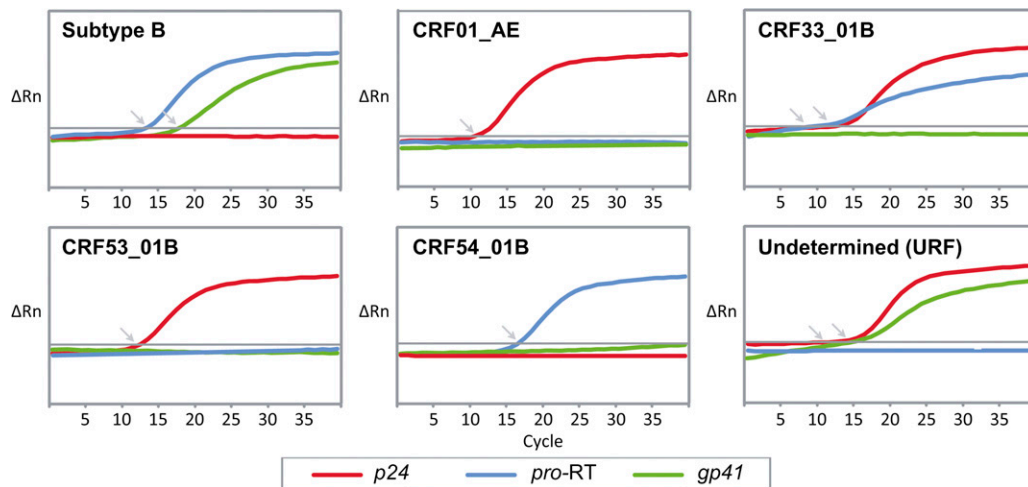 Subtype B
CRF01_AE
CRF33_01B
ΔRn
ΔRn
ΔRn
5 10 15 20 25 30 35
5 10 15 20 25 30 35
5 10 15 20 25 30 35
CRF53_01B
CRF54_01B
Undetermined (URF)
ΔRn
ΔRn
ΔRn
5 10 15 20 25 30 35
5 10 15 20 25 30 35
5 10 15 20 25 30 35
Cycle
p24 pro-RT gp41